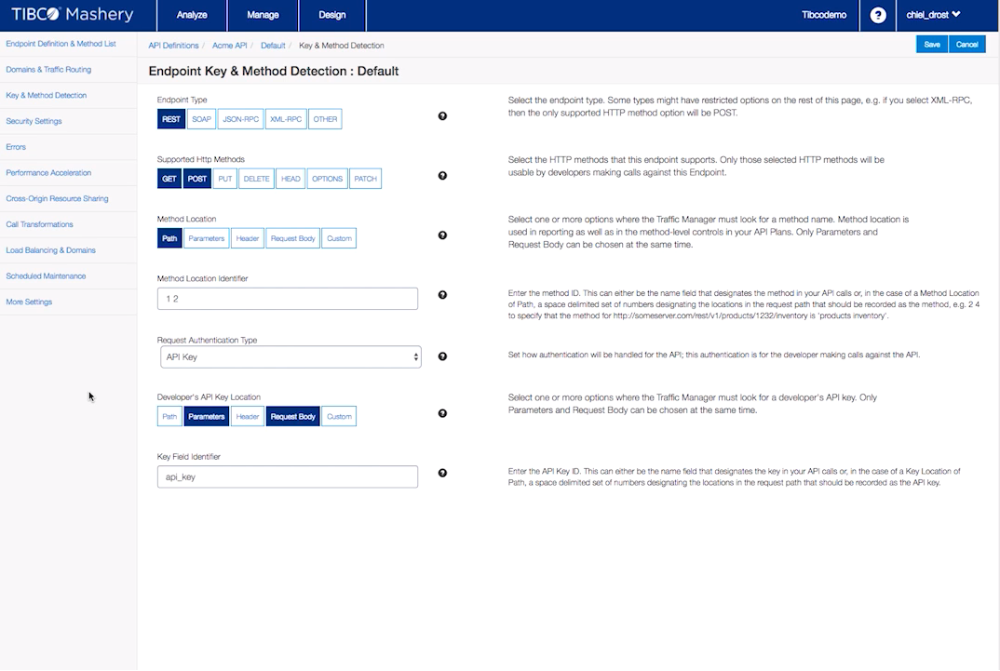 TIBCO Mashery
Analyze
Manage
Design
Tibcodemo
?
chiel_drost
Endpoint Definition & Method List
Domains & Traffic Routing
Key & Method Detection
Security Settings
Errors
Performance Acceleration
Cross-Origin Resource Sharing
Call Transformations
Load Balancing & Domains
Scheduled Maintenance
More Settings
API Definitions / Acme API / Default / Key & Method Detection
Save
Cancel
Endpoint Key & Method Detection : Default
Endpoint Type
REST SOAP JSON-RPC XML-RPC OTHER
?
Select the endpoint type. Some types might have restricted options on the rest of this page, e.g. if you select XML-RPC,
then the only supported HTTP method option will be POST.
Supported Http Methods
GET POST PUT DELETE HEAD OPTIONS PATCH
?
Select the HTTP methods that this endpoint supports. Only those selected HTTP methods will be
usable by developers making calls against this Endpoint.
Method Location
Path Parameters Header Request Body Custom
?
Select one or more options where the Traffic Manager must look for a method name. Method location is
used in reporting as well as in the method-level controls in your API Plans. Only Parameters and
Request Body can be chosen at the same time.
Method Location Identifier
1 2
?
Enter the method ID. This can either be the name field that designates the method in your API calls or, in the case of a Method Location
of Path, a space delimited set of numbers designating the locations in the request path that should be recorded as the method, e.g. 2 4
to specify that the method for http://someserver.com/rest/v1/products/1232/inventory is 'products inventory'.
Request Authentication Type
API Key
?
Set how authentication will be handled for the API; this authentication is for the developer making calls against the API.
Developer's API Key Location
Path Parameters Header Request Body Custom
?
Select one or more options where the Traffic Manager must look for a developer's API key. Only
Parameters and Request Body can be chosen at the same time.
Key Field Identifier
api_key
?
Enter the API Key ID. This can either be the name field that designates the key in your API calls or, in the case of a Key Location of
Path, a space delimited set of numbers designating the locations in the request path that should be recorded as the API key.